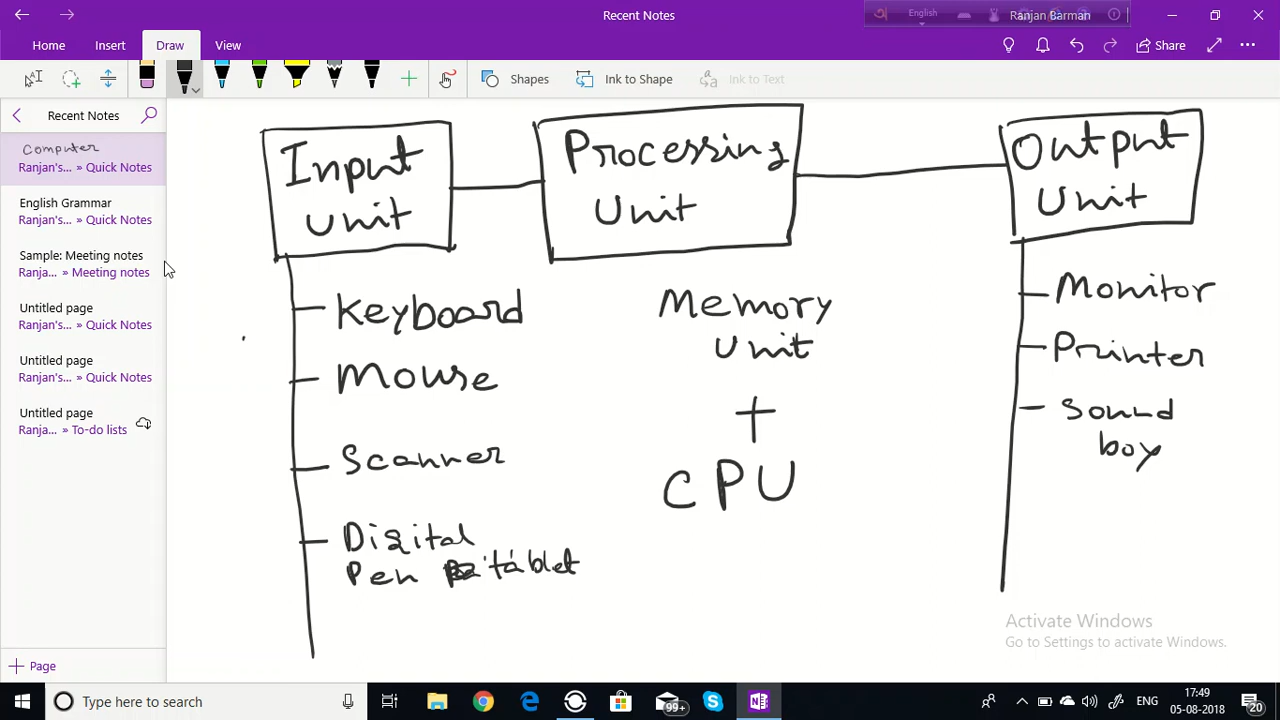 Recent Notes
English
Ranjan Barman
Home
Insert
Draw
View
Share
Shapes
Ink to Shape
Ink to Text
Recent Notes
Computer
Ranjan's... » Quick Notes
English Grammar
Ranjan's... » Quick Notes
Sample: Meeting notes
Ranja... » Meeting notes
Untitled page
Ranjan's... » Quick Notes
Untitled page
Ranjan's... » Quick Notes
Untitled page
Ranja... » To-do lists
Page
Input
unit
Processing
Unit
Output
Unit
Keyboard
Mouse
Scanner
Digital
Pen tablet
Memory
Unit
+
CPU
Monitor
Printer
Sound
box
Activate Windows
Go to Settings to activate Windows.
Type here to search
99+
ENG
17:49
05-08-2018
20